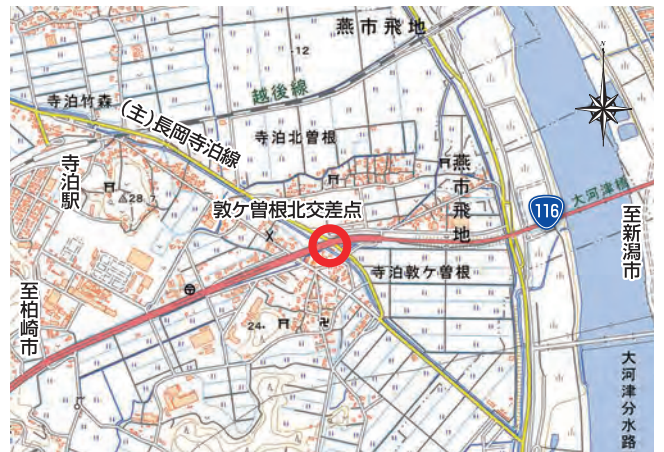 燕市飛地
・12
越後線
寺泊竹森
(主)長岡寺泊線
寺泊北曽根
燕市飛地
寺泊駅
△28.7
敦ケ曽根北交差点
116
大河津橋
至新潟市
寺泊敦ケ曽根
至柏崎市
24
大河津分水路
N